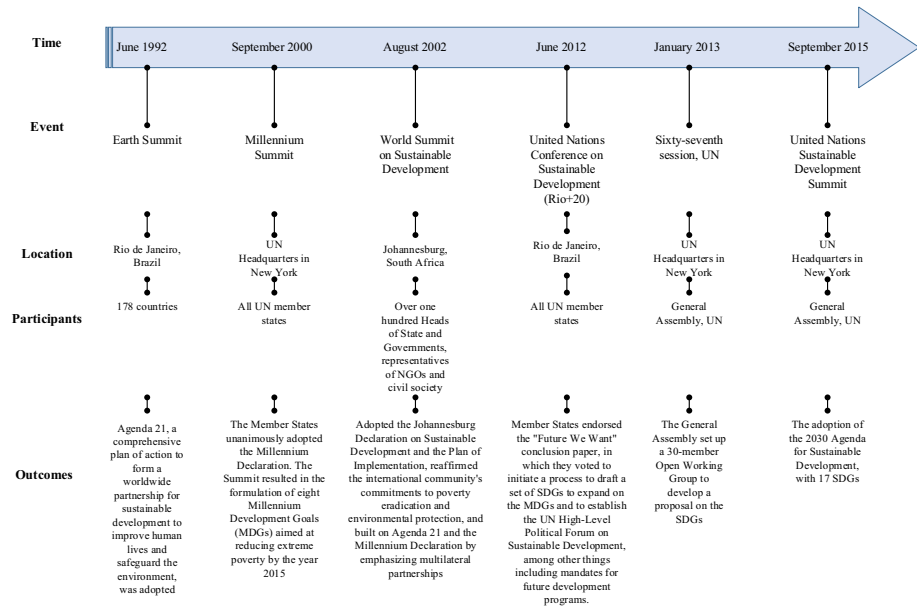 Time
June 1992
September 2000
August 2002
June 2012
January 2013
September 2015
Event
Earth Summit
Millennium
Summit
World Summit
on Sustainable
Development
United Nations
Conference on
Sustainable
Development
(Rio+20)
Sixty-seventh
session, UN
United Nations
Sustainable
Development
Summit
Location
Rio de Janeiro,
Brazil
UN
Headquarters in
New York
Johannesburg,
South Africa
Rio de Janeiro,
Brazil
UN
Headquarters in
New York
UN
Headquarters in
New York
Participants
178 countries
All UN member
states
Over one
hundred Heads
of State and
Governments,
representatives
of NGOs and
civil society
All UN member
states
General
Assembly, UN
General
Assembly, UN
Outcomes
Agenda 21, a
comprehensive
plan of action to
form a
worldwide
partnership for
sustainable
development to
improve human
lives and
safeguard the
environment,
was adopted
The Member States
unanimously adopted
the Millennium
Declaration. The
Summit resulted in the
formulation of eight
Millennium
Development Goals
(MDGs) aimed at
reducing extreme
poverty by the year
2015
Adopted the Johannesburg
Declaration on Sustainable
Development and the Plan of
Implementation, reaffirmed
the international community's
commitments to poverty
eradication and
environmental protection, and
built on Agenda 21 and the
Millennium Declaration by
emphasizing multilateral
partnerships
Member States endorsed the
"Future We Want"
conclusion paper, in
which they voted to
initiate a process to draft a
set of SDGs to expand on
the MDGs and to establish
the UN High-Level
Political Forum on
Sustainable Development,
among other things
including mandates for
future development
programs.
The General
Assembly set up
a 30-member
Open Working
Group to
develop a
proposal on the
SDGs
The adoption of
the 2030 Agenda
for Sustainable
Development,
with 17 SDGs